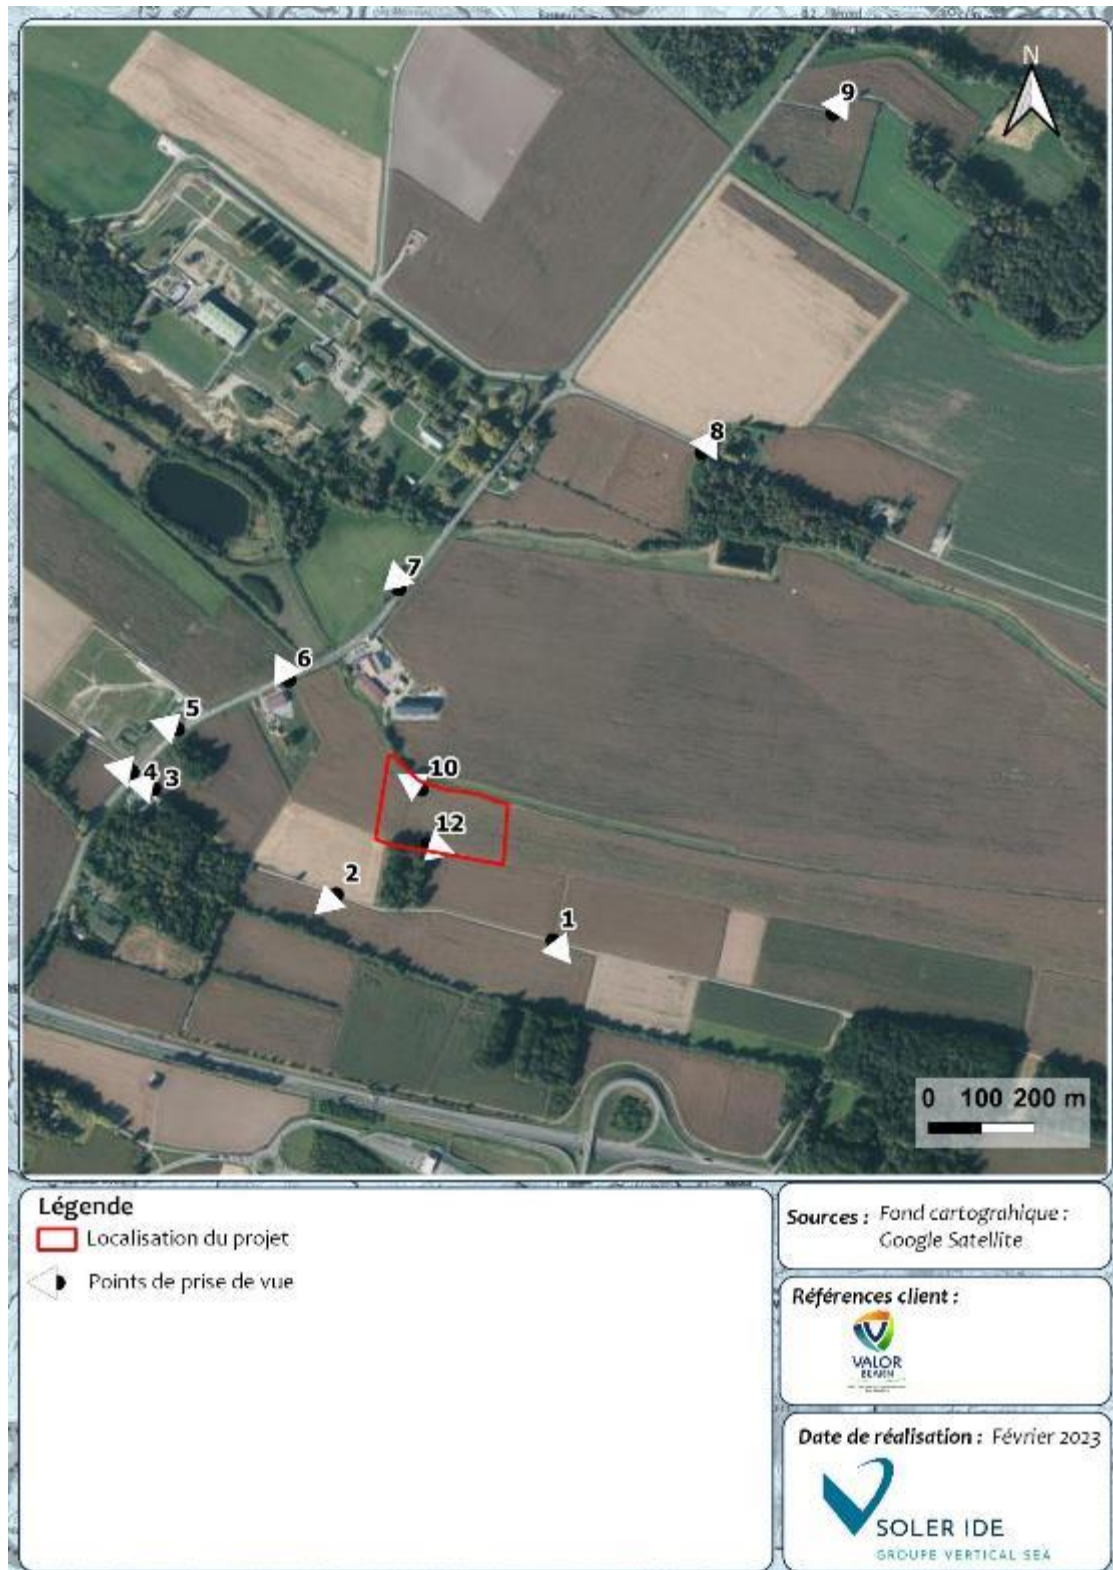 N
9
8
7
6
5
4
3
10
12
2
1
0 100 200 m
Légende
Localisation du projet
Points de prise de vue
Sources : Fond cartograhique :
Google Satellite
Références client :
VALOR
BEARN
Date de réalisation : Février 2023
SOLER IDE
GROUPE VERTICAL SEA